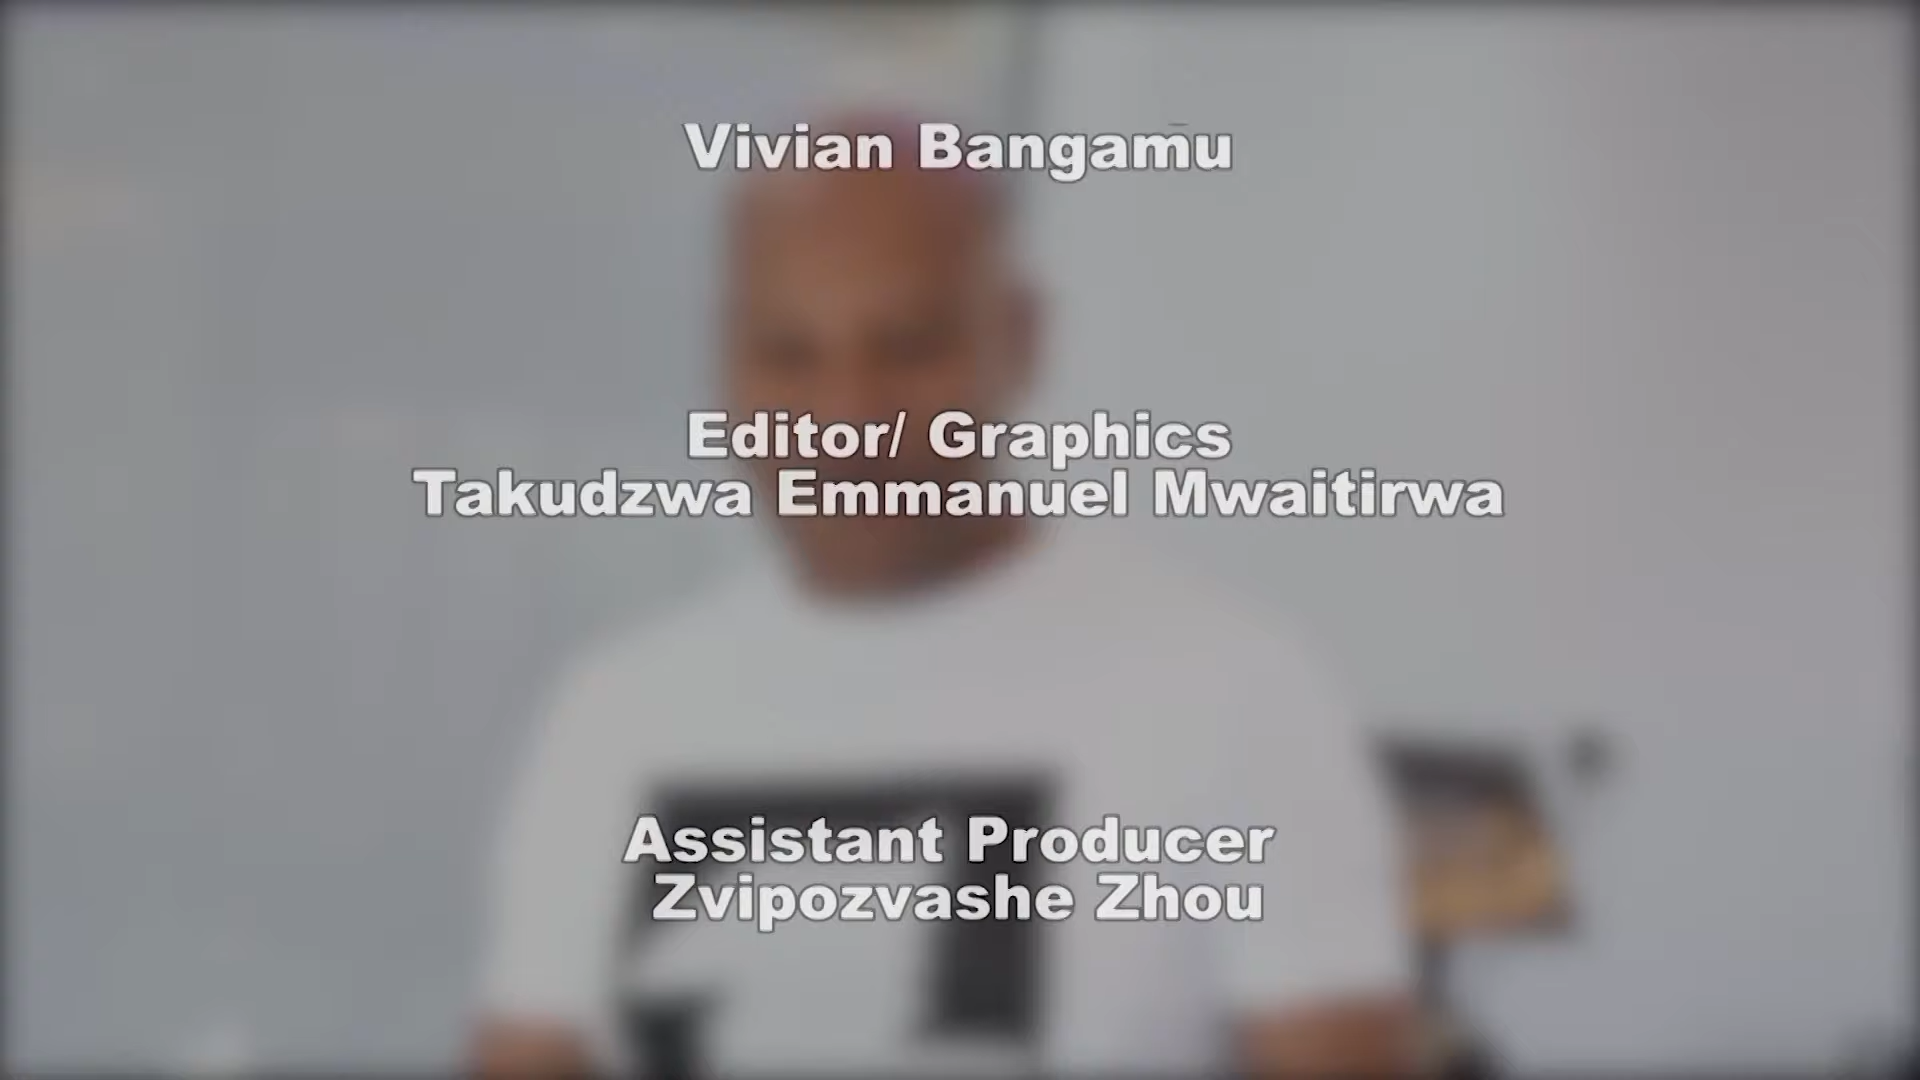 Vivian Bangamu
Editor/ Graphics
Takudzwa Emmanuel Mwaitirwa
Assistant Producer
Zvipozvashe Zhou